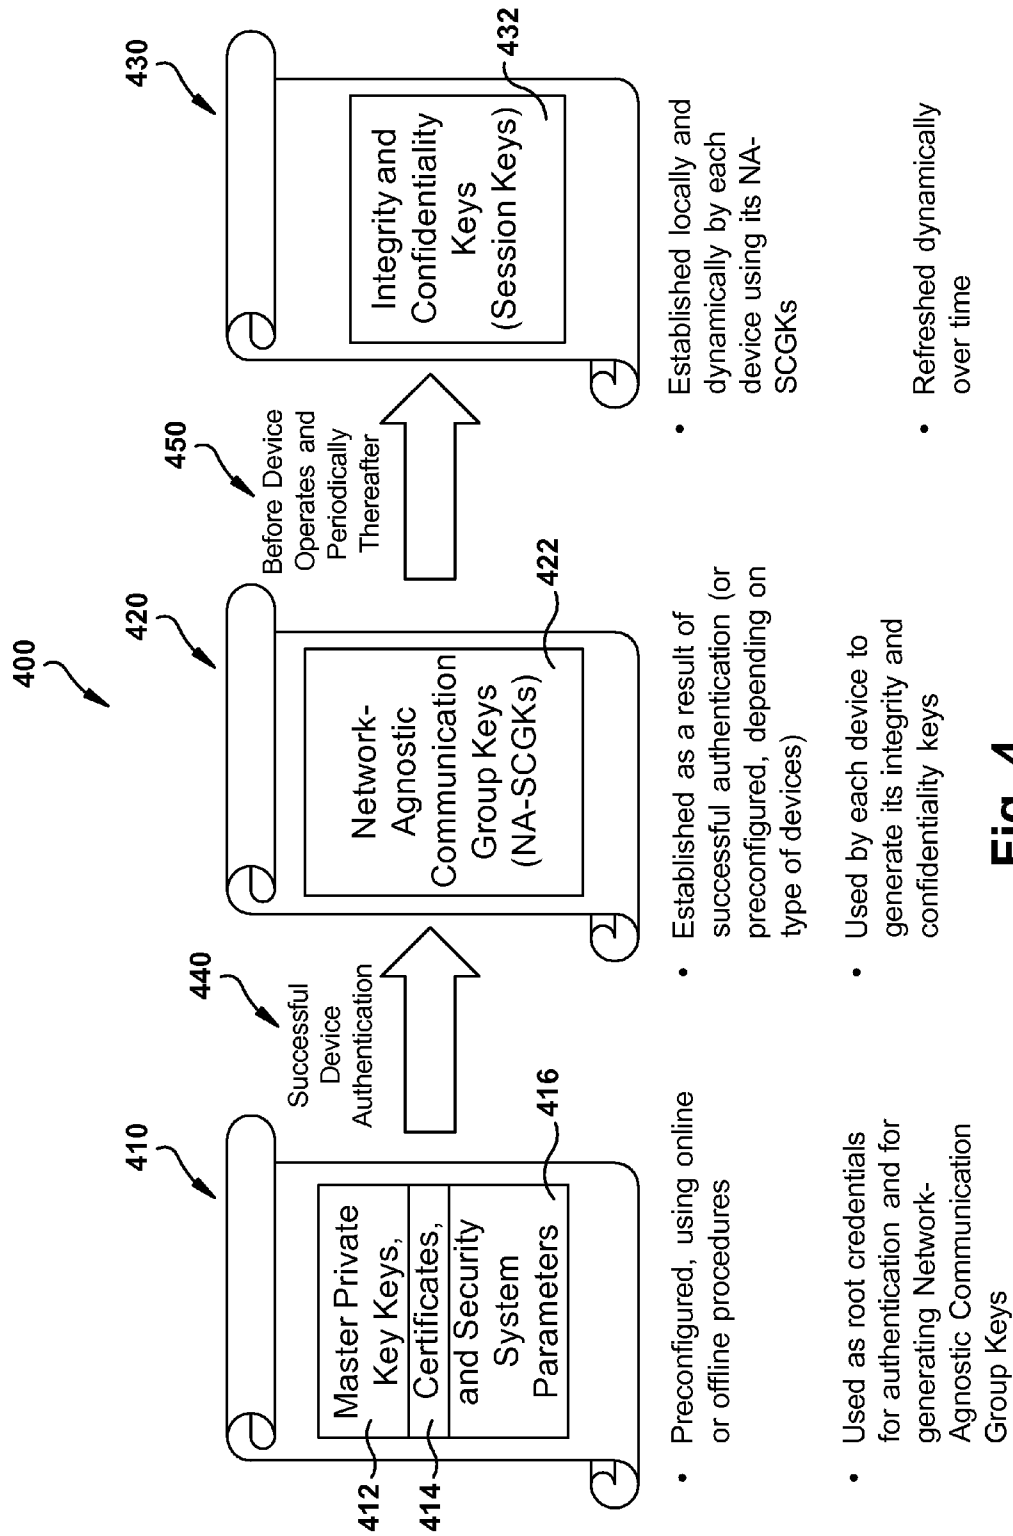 400
410
Master Private
Key Keys,
Certificates,
and Security
System
Parameters
412
414
416
440
Successful
Device
Authentication
420
Network-
Agnostic
Communication
Group Keys
(NA-SCGKs)
422
450
Before Device
Operates and
Periodically
Thereafter
430
Integrity and
Confidentiality
Keys
(Session Keys)
432
• Preconfigured, using online
or offline procedures
• Used as root credentials
for authentication and for
generating Network-
Agnostic Communication
Group Keys
• Established as a result of
successful authentication (or
preconfigured, depending on
type of devices)
• Used by each device to
generate its integrity and
confidentiality keys
• Established locally and
dynamically by each
device using its NA-
SCGKs
• Refreshed dynamically
over time
Fig. 4